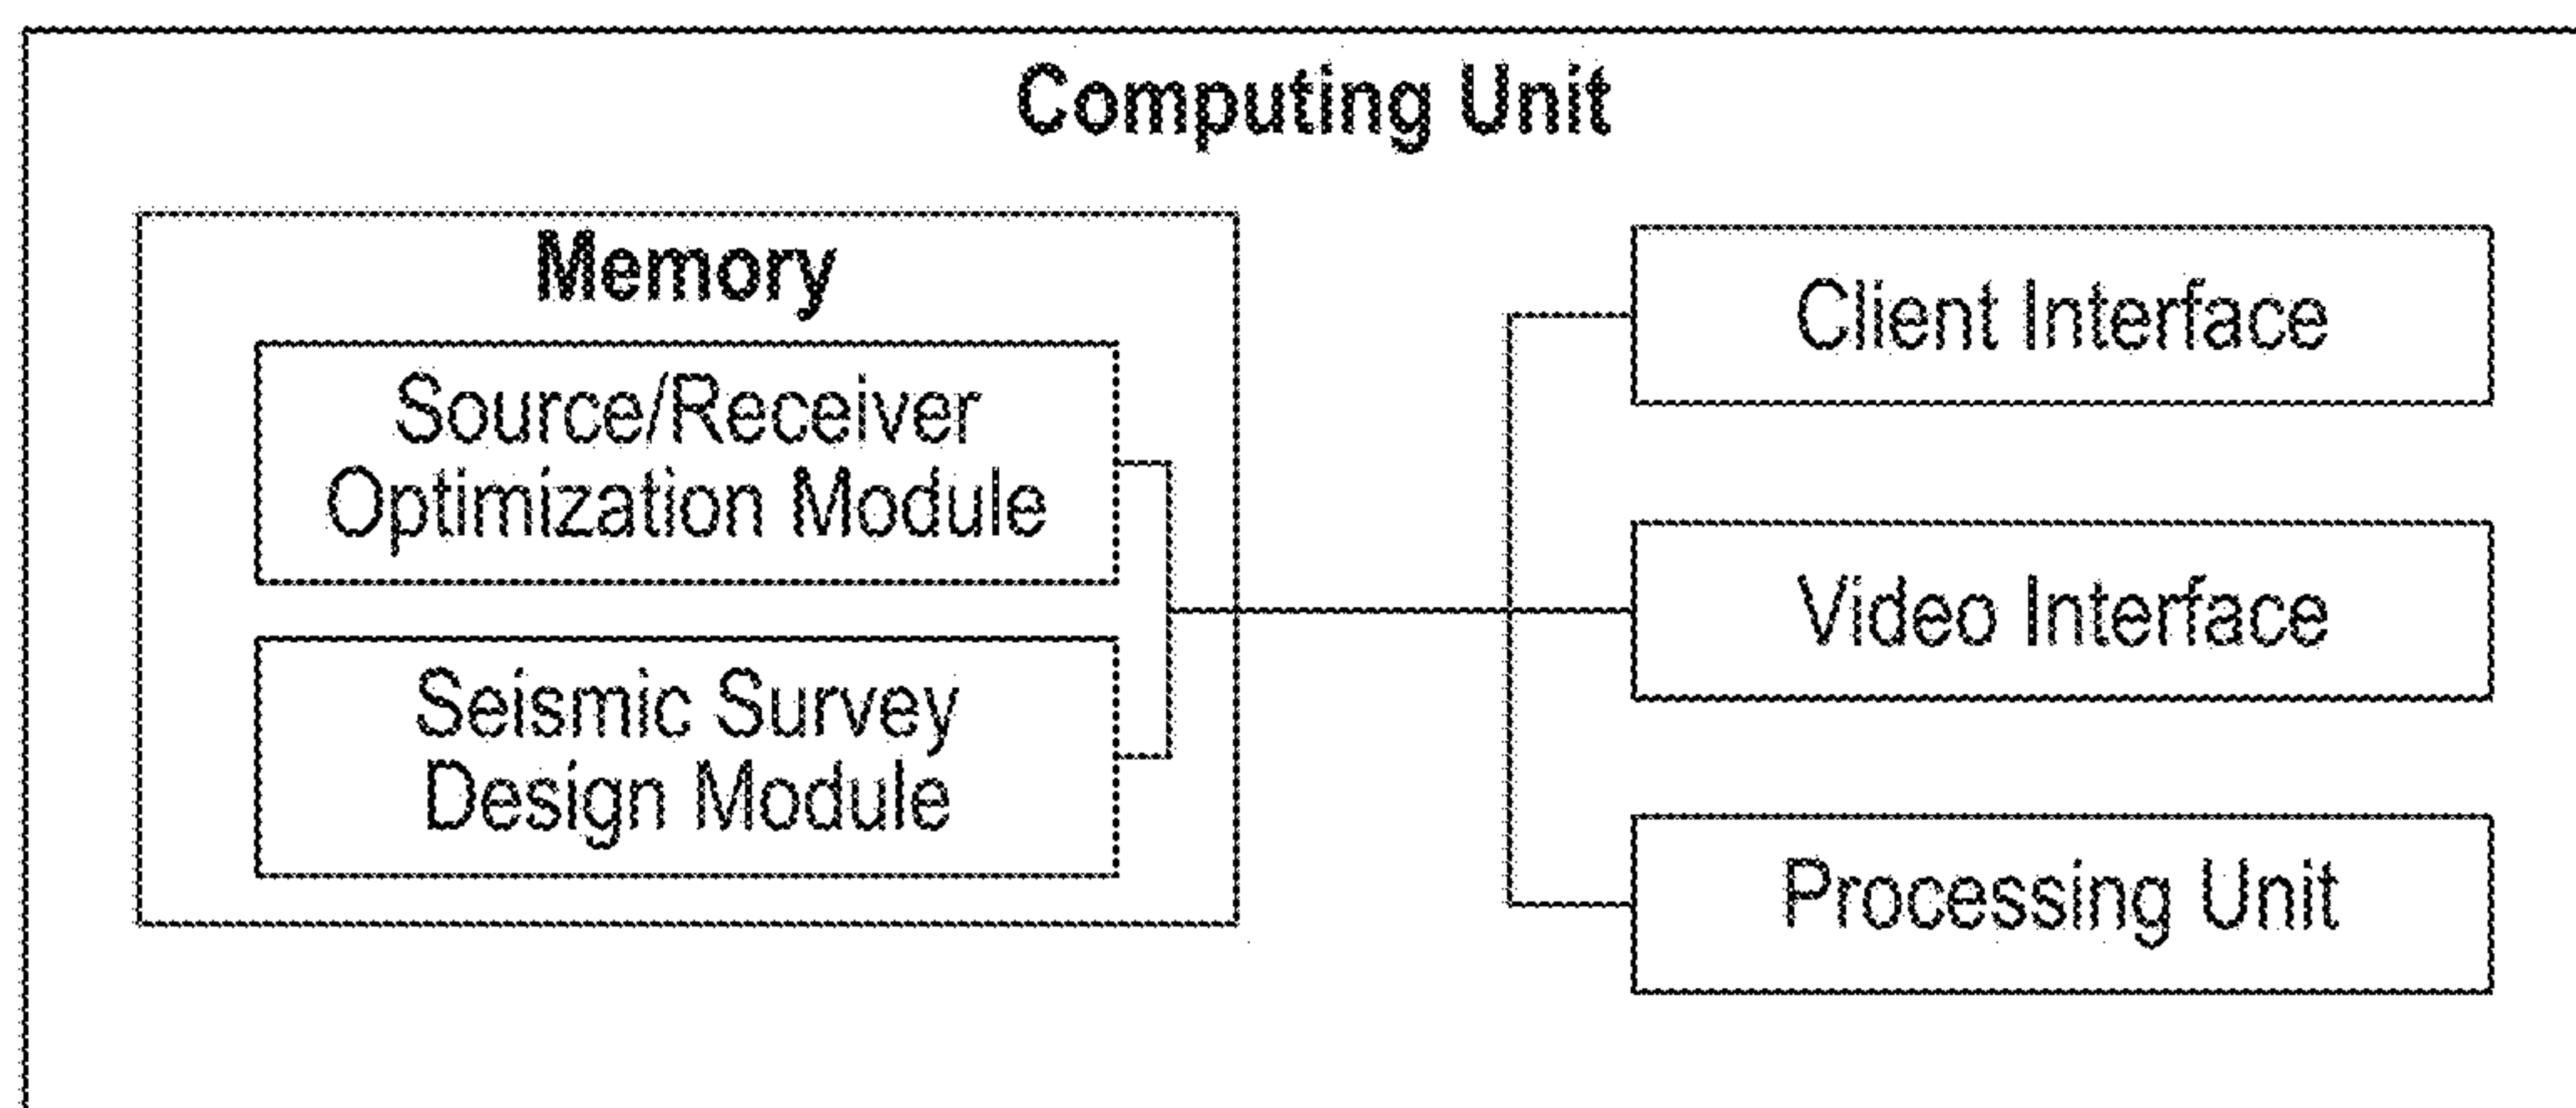 Computing Unit
Memory
Source/Receiver
Optimization Module
Seismic Survey
Design Module
Client Interface
Video Interface
Processing Unit